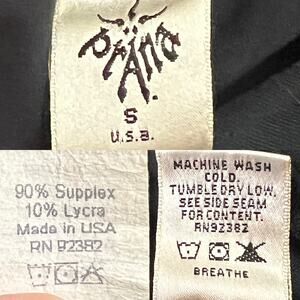 prAna
S
U.S.A.
90% Supplex
10% Lycra
Made in USA
RN 92382
MACHINE WASH
COLD.
TUMBLE DRY LOW.
SEE SIDE SEAM
FOR CONTENT.
RN92382
BREATHE